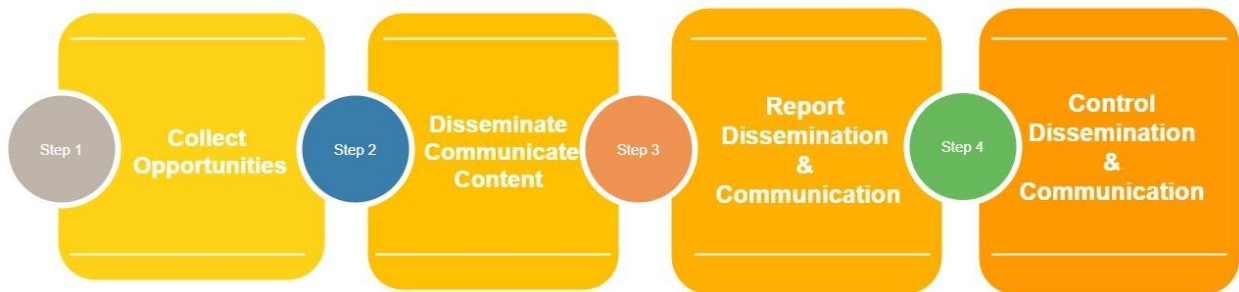 Step 1
Collect
Opportunities
Step 2
Disseminate
Communicate
Content
Step 3
Report
Dissemination
&
Communication
Step 4
Control
Dissemination
&
Communication